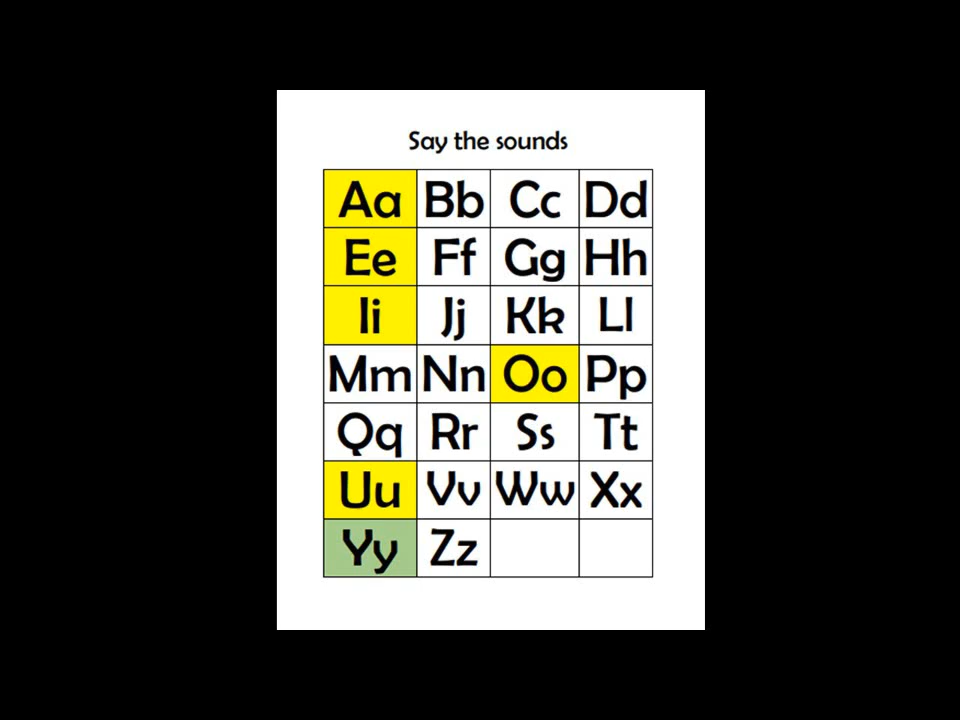 Say the sounds
Aa Bb Cc Dd
Ee Ff Gg Hh
Ii Jj Kk Ll
Mm Nn Oo Pp
Qq Rr Ss Tt
Uu Vv Ww Xx
Yy Zz